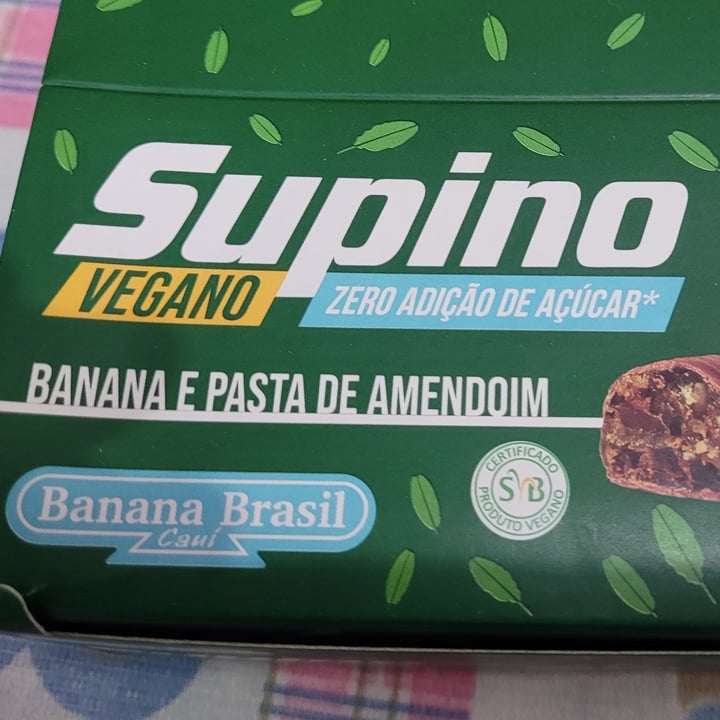 Supino
VEGANO
ZERO ADIÇÃO DE AÇÚCAR*
BANANA E PASTA DE AMENDOIM
Banana Brasil
Cauí
CERTIFICADO
SVB
PRODUTO VEGANO